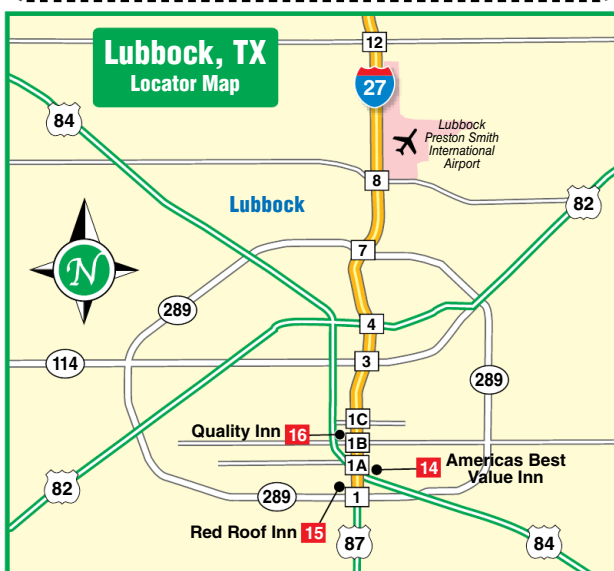 Lubbock, TX
Locator Map
12
27
84
Lubbock
Preston Smith
International
Airport
8
82
Lubbock
N
7
289
4
114
3
289
1C
Quality Inn 16
1B
1A
14 Americas Best
Value Inn
82
289
1
Red Roof Inn 15
87
84